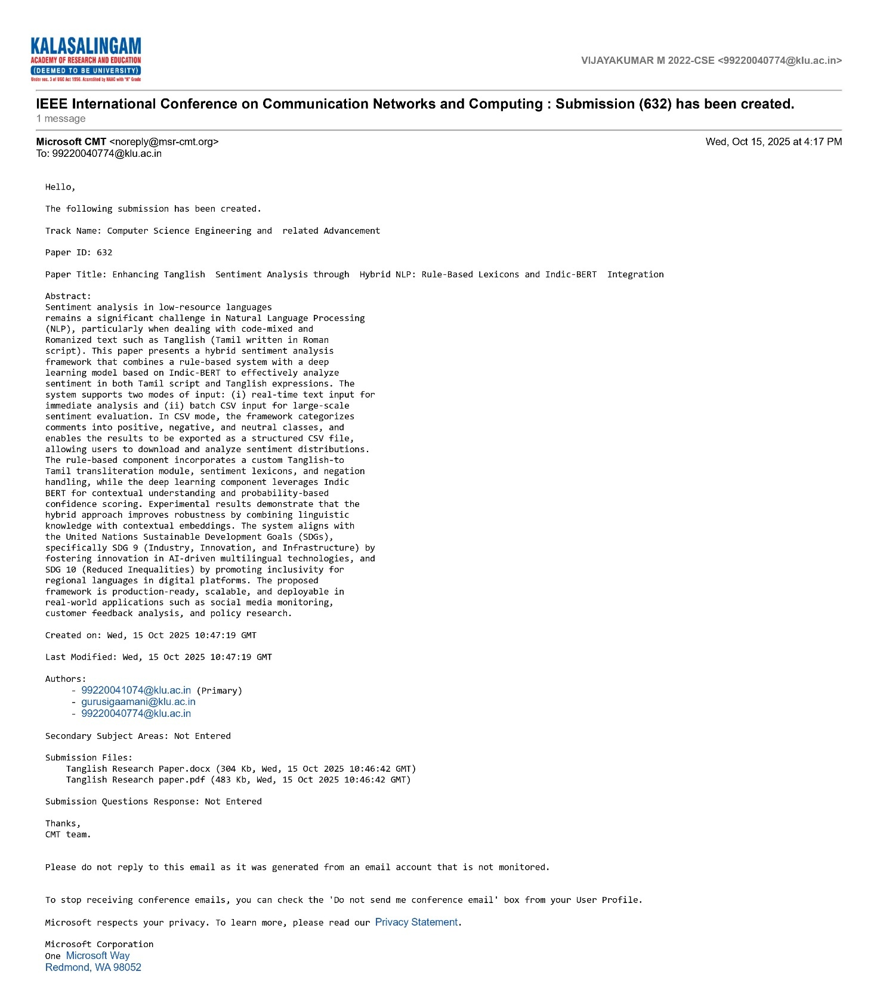 KALASALINGAM
ACADEMY OF RESEARCH AND EDUCATION
(DEEMED TO BE UNIVERSITY)
Under sec. 3 of UGC Act 1956. Accredited by NAAC with "A" Grade
VIJAYAKUMAR M 2022-CSE <99220040774@klu.ac.in>
IEEE International Conference on Communication Networks and Computing : Submission (632) has been created.
1 message
Microsoft CMT <noreply@msr-cmt.org>
Wed, Oct 15, 2025 at 4:17 PM
To: 99220040774@klu.ac.in
Hello,
The following submission has been created.
Track Name: Computer Science Engineering and  related Advancement
Paper ID: 632
Paper Title: Enhancing Tanglish  Sentiment Analysis through  Hybrid NLP: Rule-Based Lexicons and Indic-BERT  Integration
Abstract:
Sentiment analysis in low-resource languages
remains a significant challenge in Natural Language Processing
(NLP), particularly when dealing with code-mixed and
Romanized text such as Tanglish (Tamil written in Roman
script). This paper presents a hybrid sentiment analysis
framework that combines a rule-based system with a deep
learning model based on Indic-BERT to effectively analyze
sentiment in both Tamil script and Tanglish expressions. The
system supports two modes of input: (i) real-time text input for
immediate analysis and (ii) batch CSV input for large-scale
sentiment evaluation. In CSV mode, the framework categorizes
comments into positive, negative, and neutral classes, and
enables the results to be exported as a structured CSV file,
allowing users to download and analyze sentiment distributions.
The rule-based component incorporates a custom Tanglish-to
Tamil transliteration module, sentiment lexicons, and negation
handling, while the deep learning component leverages Indic
BERT for contextual understanding and probability-based
confidence scoring. Experimental results demonstrate that the
hybrid approach improves robustness by combining linguistic
knowledge with contextual embeddings. The system aligns with
the United Nations Sustainable Development Goals (SDGs),
specifically SDG 9 (Industry, Innovation, and Infrastructure) by
fostering innovation in AI-driven multilingual technologies, and
SDG 10 (Reduced Inequalities) by promoting inclusivity for
regional languages in digital platforms. The proposed
framework is production-ready, scalable, and deployable in
real-world applications such as social media monitoring,
customer feedback analysis, and policy research.
Created on: Wed, 15 Oct 2025 10:47:19 GMT
Last Modified: Wed, 15 Oct 2025 10:47:19 GMT
Authors:
- 99220041074@klu.ac.in (Primary)
- gurusigaamani@klu.ac.in
- 99220040774@klu.ac.in
Secondary Subject Areas: Not Entered
Submission Files:
Tanglish Research Paper.docx (304 Kb, Wed, 15 Oct 2025 10:46:42 GMT)
Tanglish Research paper.pdf (483 Kb, Wed, 15 Oct 2025 10:46:42 GMT)
Submission Questions Response: Not Entered
Thanks,
CMT team.
Please do not reply to this email as it was generated from an email account that is not monitored.
To stop receiving conference emails, you can check the 'Do not send me conference email' box from your User Profile.
Microsoft respects your privacy. To learn more, please read our Privacy Statement.
Microsoft Corporation
One Microsoft Way
Redmond, WA 98052